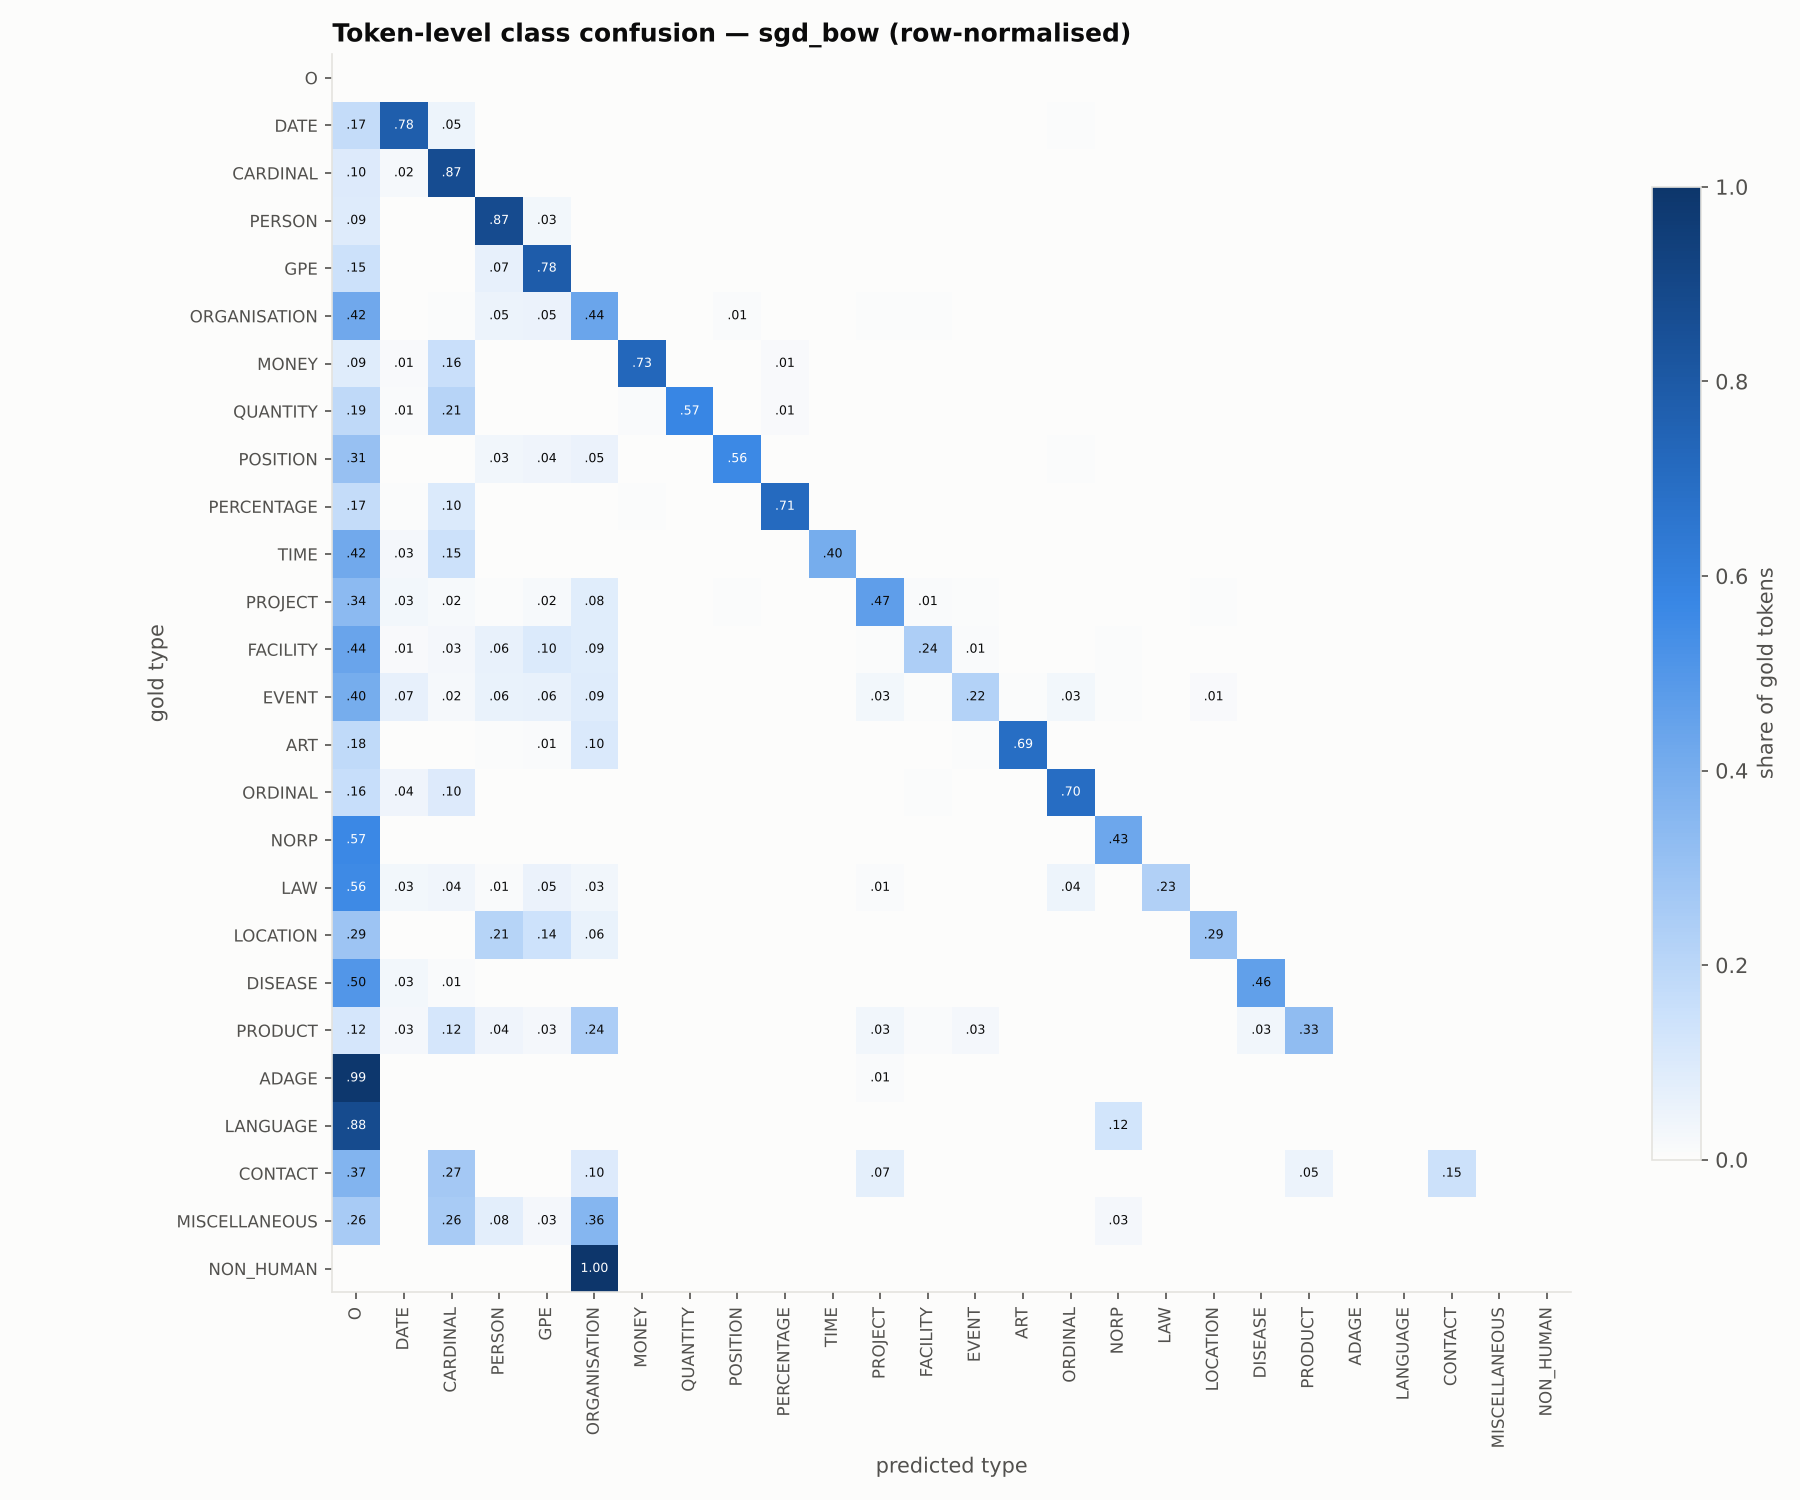 Token-level class confusion — sgd_bow (row-normalised)
O
DATE .17 .78 .05
CARDINAL .10 .02 .87
PERSON .09 .87 .03
GPE .15 .07 .78
ORGANISATION .42 .05 .05 .44 .01
MONEY .09 .01 .16 .73 .01
QUANTITY .19 .01 .21 .57 .01
POSITION .31 .03 .04 .05 .56
PERCENTAGE .17 .10 .71
TIME .42 .03 .15 .40
PROJECT .34 .03 .02 .02 .08 .47 .01
FACILITY .44 .01 .03 .06 .10 .09 .24 .01
EVENT .40 .07 .02 .06 .06 .09 .03 .22 .03 .01
ART .18 .01 .10 .69
ORDINAL .16 .04 .10 .70
NORP .57 .43
LAW .56 .03 .04 .01 .05 .03 .01 .04 .23
LOCATION .29 .21 .14 .06 .29
DISEASE .50 .03 .01 .46
PRODUCT .12 .03 .12 .04 .03 .24 .03 .03 .03 .33
ADAGE .99 .01
LANGUAGE .88 .12
CONTACT .37 .27 .10 .07 .05 .15
MISCELLANEOUS .26 .26 .08 .03 .36 .03
NON_HUMAN 1.00
gold type
O DATE CARDINAL PERSON GPE ORGANISATION MONEY QUANTITY POSITION PERCENTAGE TIME PROJECT FACILITY EVENT ART ORDINAL NORP LAW LOCATION DISEASE PRODUCT ADAGE LANGUAGE CONTACT MISCELLANEOUS NON_HUMAN
predicted type
1.0
0.8
0.6
0.4
0.2
0.0
share of gold tokens